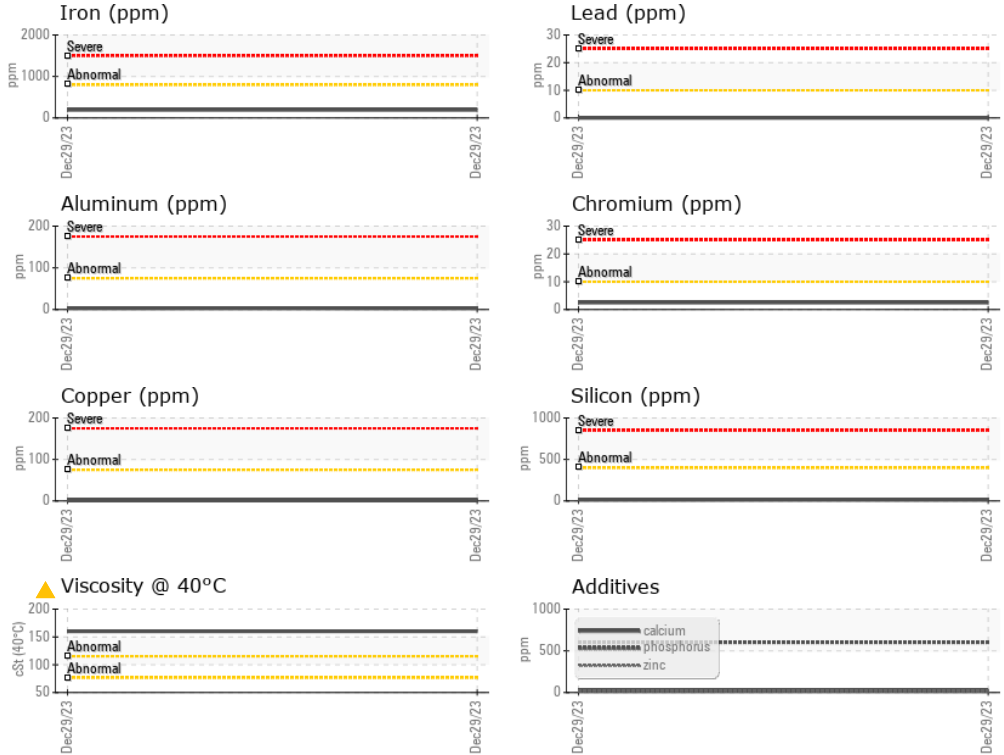 Iron (ppm)
2000
1000
0
ppm
Severe
Abnormal
Dec29/23
Dec29/23
Lead (ppm)
30
20
10
0
ppm
Severe
Abnormal
Dec29/23
Dec29/23
Aluminum (ppm)
200
100
0
ppm
Severe
Abnormal
Dec29/23
Dec29/23
Chromium (ppm)
30
20
10
0
ppm
Severe
Abnormal
Dec29/23
Dec29/23
Copper (ppm)
200
100
0
ppm
Severe
Abnormal
Dec29/23
Dec29/23
Silicon (ppm)
1000
500
0
ppm
Severe
Abnormal
Dec29/23
Dec29/23
Viscosity @ 40°C
200
150
100
50
cSt (40°C)
Abnormal
Abnormal
Dec29/23
Dec29/23
Additives
1000
500
0
ppm
calcium
phosphorus
zinc
Dec29/23
Dec29/23